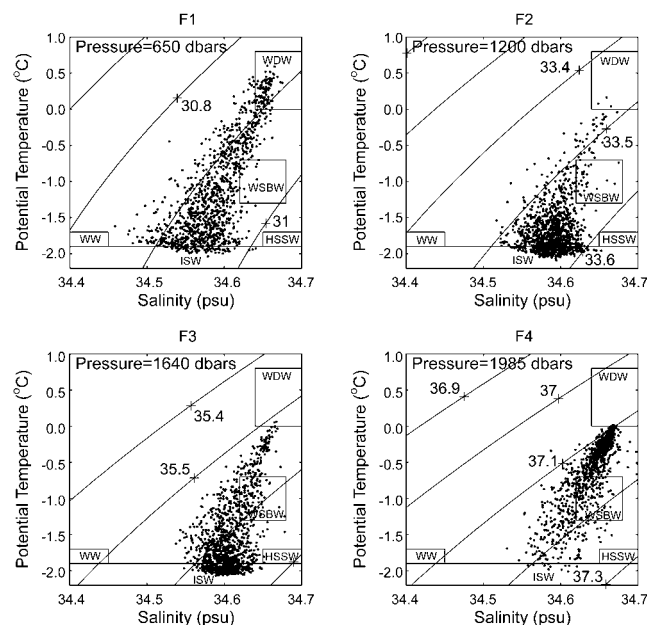 F1
Pressure=650 dbars
WDW
30.8
WSBW
31
WW
HSSW
ISW
1.0
0.5
0.0
-0.5
-1.0
-1.5
-2.0
34.4 34.5 34.6 34.7
Potential Temperature (°C)
Salinity (psu)
F2
Pressure=1200 dbars
33.4
WDW
33.5
WSBW
WW
HSSW
ISW
33.6
1.0
0.5
0.0
-0.5
-1.0
-1.5
-2.0
34.4 34.5 34.6 34.7
Potential Temperature (°C)
Salinity (psu)
F3
Pressure=1640 dbars
WDW
35.4
35.5
WSBW
WW
HSSW
ISW
1.0
0.5
0.0
-0.5
-1.0
-1.5
-2.0
34.4 34.5 34.6 34.7
Potential Temperature (°C)
Salinity (psu)
F4
Pressure=1985 dbars
36.9
37
WDW
37.1
WSBW
WW
HSSW
ISW
37.3
1.0
0.5
0.0
-0.5
-1.0
-1.5
-2.0
34.4 34.5 34.6 34.7
Potential Temperature (°C)
Salinity (psu)